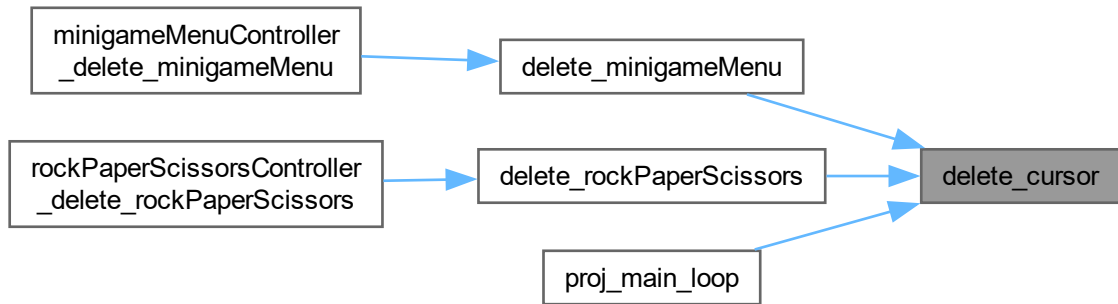 minigameMenuController
_delete_minigameMenu
delete_minigameMenu
rockPaperScissorsController
_delete_rockPaperScissors
delete_rockPaperScissors
delete_cursor
proj_main_loop